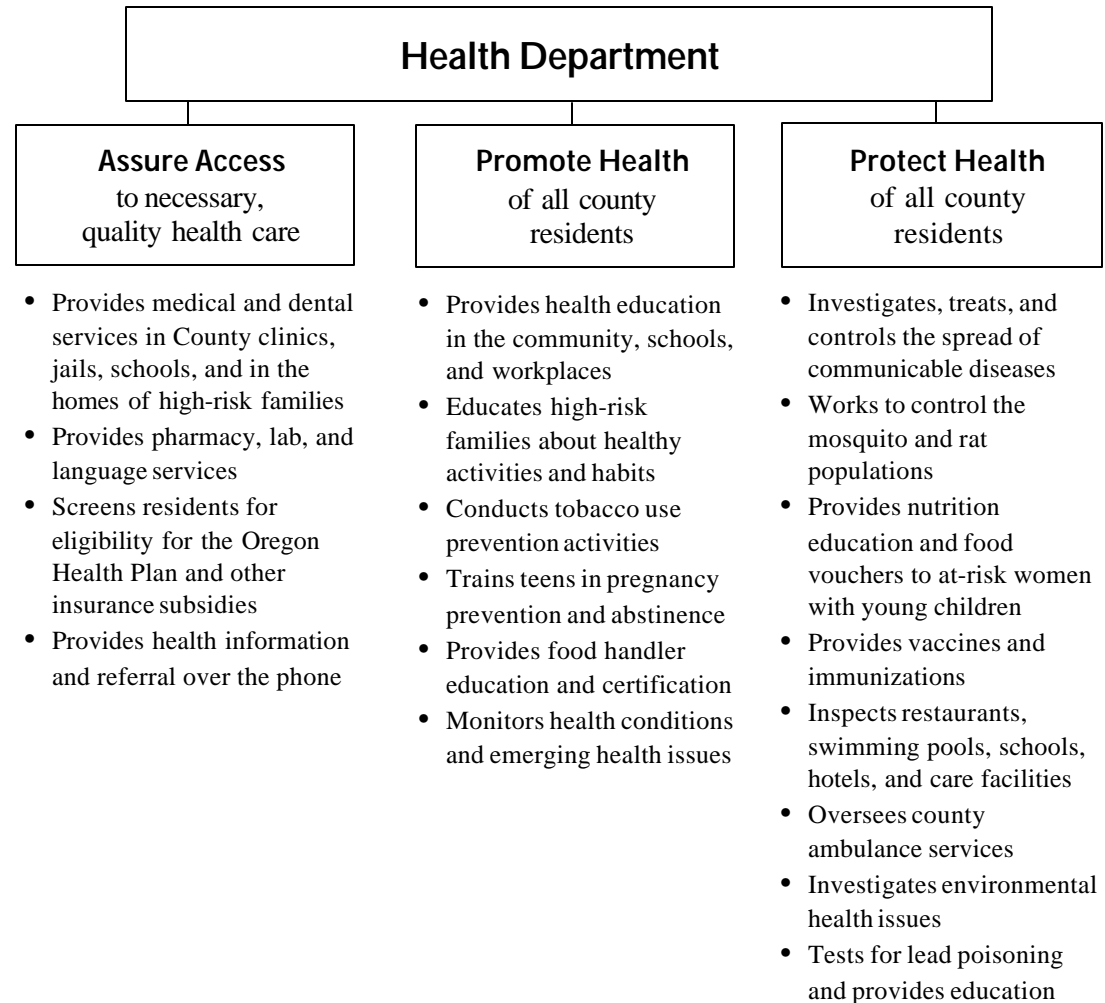 Health Department
Assure Access
to necessary,
quality health care
• Provides medical and dental
services in County clinics,
jails, schools, and in the
homes of high-risk families
• Provides pharmacy, lab, and
language services
• Screens residents for
eligibility for the Oregon
Health Plan and other
insurance subsidies
• Provides health information
and referral over the phone
Promote Health
of all county
residents
• Provides health education
in the community, schools,
and workplaces
• Educates high-risk
families about healthy
activities and habits
• Conducts tobacco use
prevention activities
• Trains teens in pregnancy
prevention and abstinence
• Provides food handler
education and certification
• Monitors health conditions
and emerging health issues
Protect Health
of all county
residents
• Investigates, treats, and
controls the spread of
communicable diseases
• Works to control the
mosquito and rat
populations
• Provides nutrition
education and food
vouchers to at-risk women
with young children
• Provides vaccines and
immunizations
• Inspects restaurants,
swimming pools, schools,
hotels, and care facilities
• Oversees county
ambulance services
• Investigates environmental
health issues
• Tests for lead poisoning
and provides education